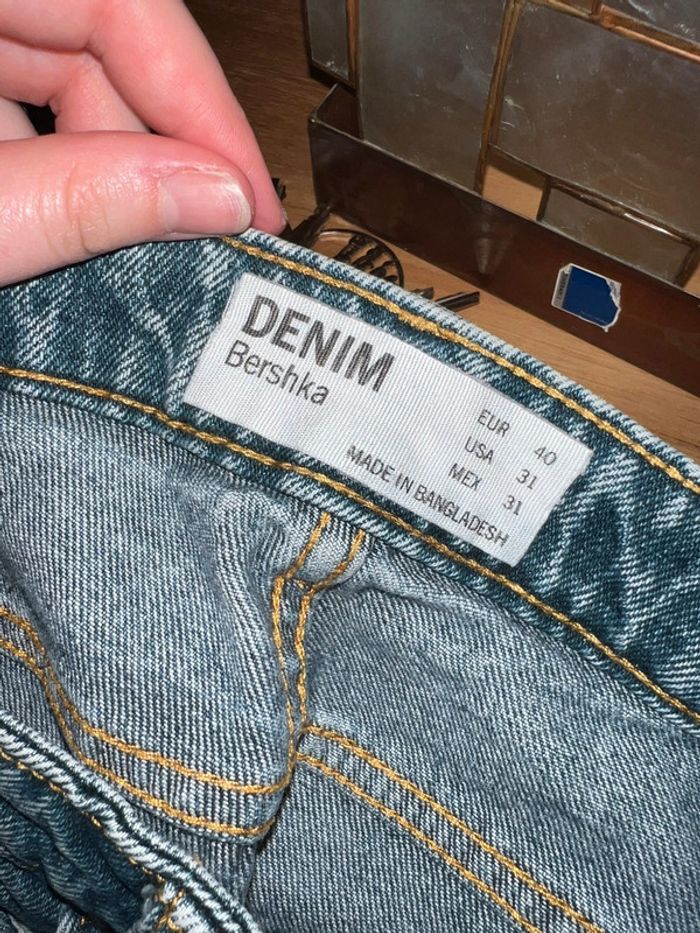 DENIM
Bershka
EUR 40
USA 31
MEX 31
MADE IN BANGLADESH